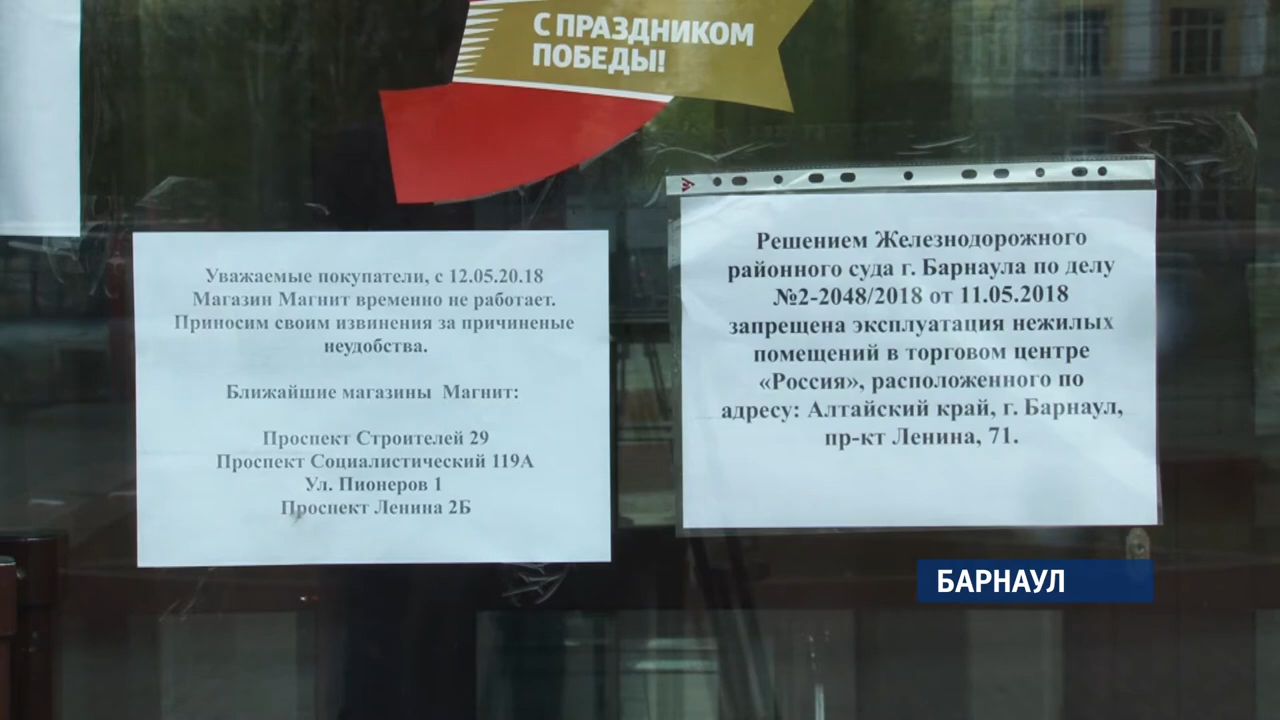 С ПРАЗДНИКОМ
ПОБЕДЫ!
Уважаемые покупатели, с 12.05.20.18
Магазин Магнит временно не работает.
Приносим своим извинения за причиненые
неудобства.
Ближайшие магазины Магнит:
Проспект Строителей 29
Проспект Социалистический 119А
Ул. Пионеров 1
Проспект Ленина 2Б
Решением Железнодорожного
районного суда г. Барнаула по делу
№2-2048/2018 от 11.05.2018
запрещена эксплуатация нежилых
помещений в торговом центре
«Россия», расположенного по
адресу: Алтайский край, г. Барнаул,
пр-кт Ленина, 71.
БАРНАУЛ